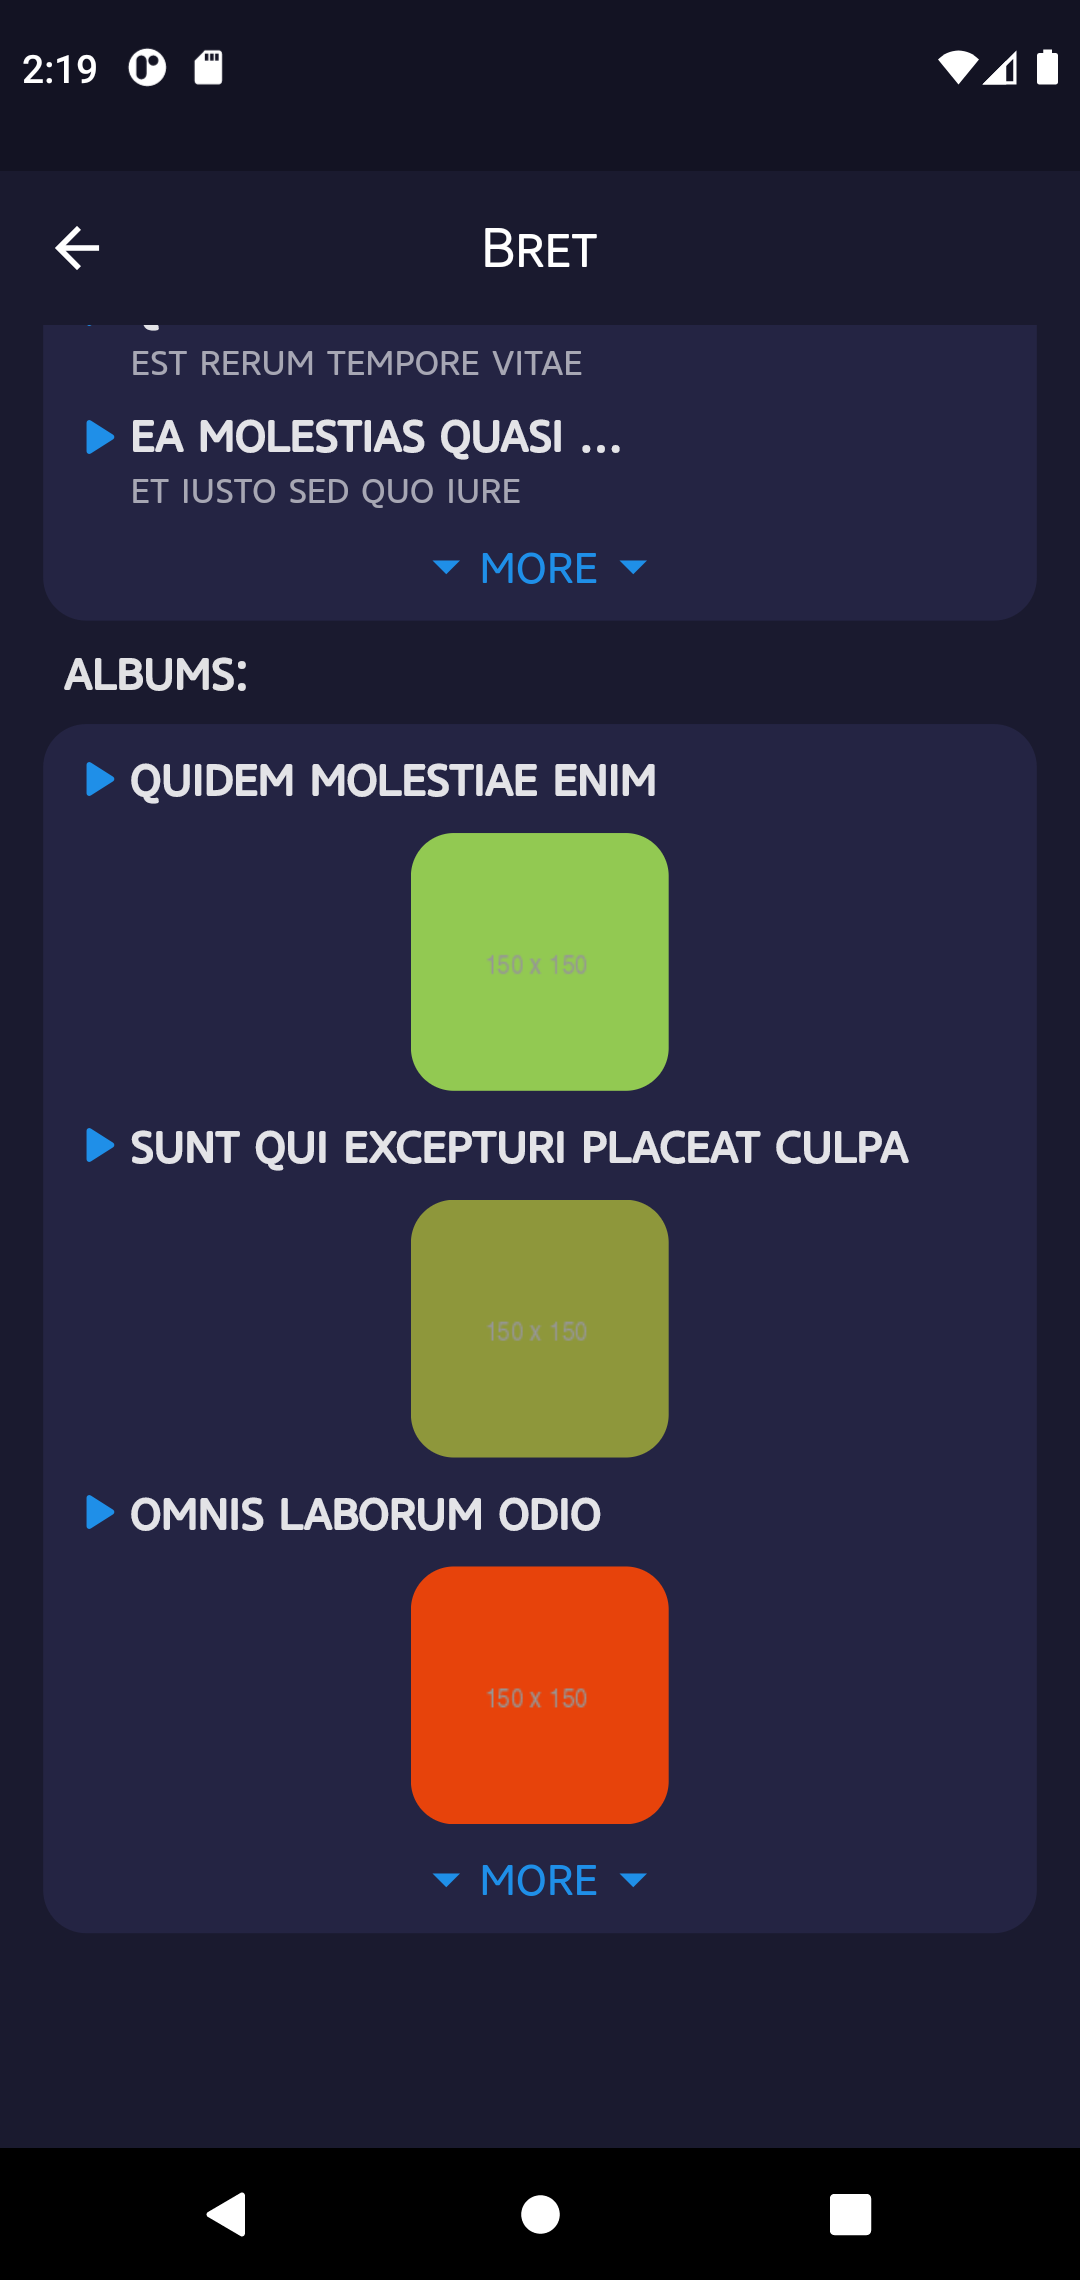 2:19
Bret
EST RERUM TEMPORE VITAE
EA MOLESTIAS QUASI ...
ET IUSTO SED QUO IURE
MORE
ALBUMS:
QUIDEM MOLESTIAE ENIM
150 x 150
SUNT QUI EXCEPTURI PLACEAT CULPA
150 x 150
OMNIS LABORUM ODIO
150 x 150
MORE